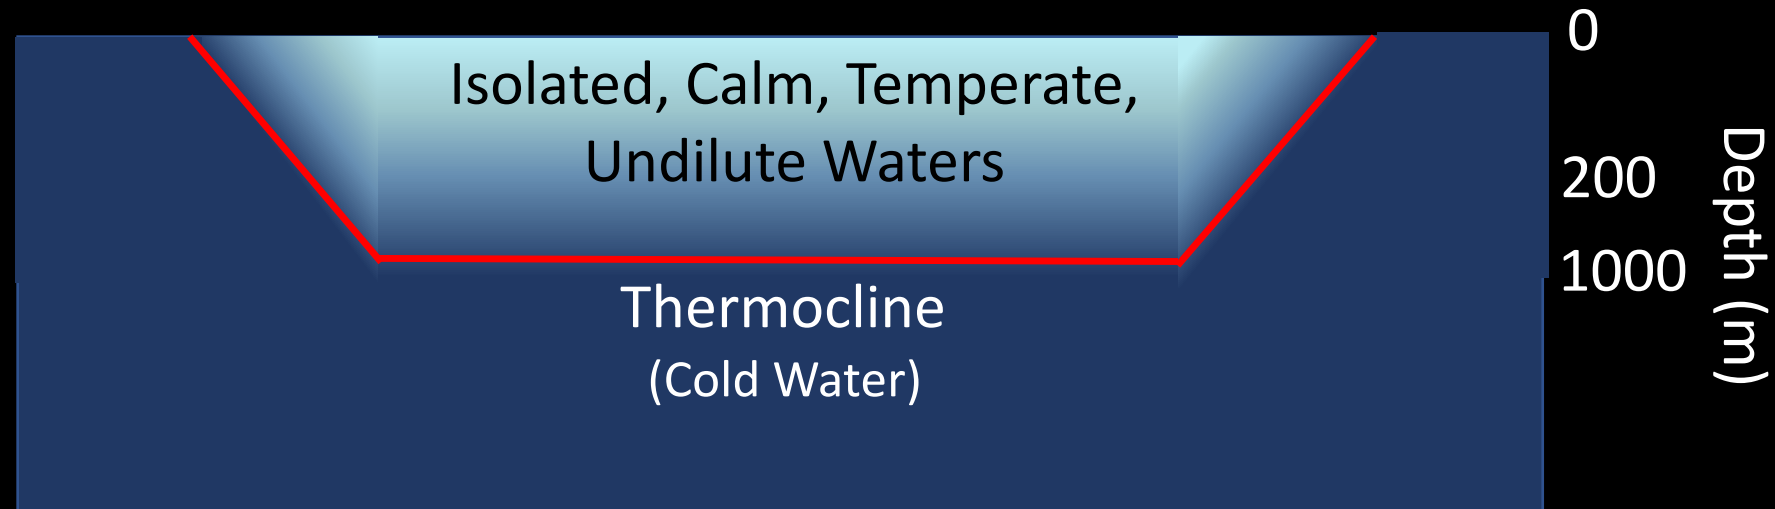 Isolated, Calm, Temperate,
Undilute Waters
Thermocline
(Cold Water)
0
200
1000
Depth (m)